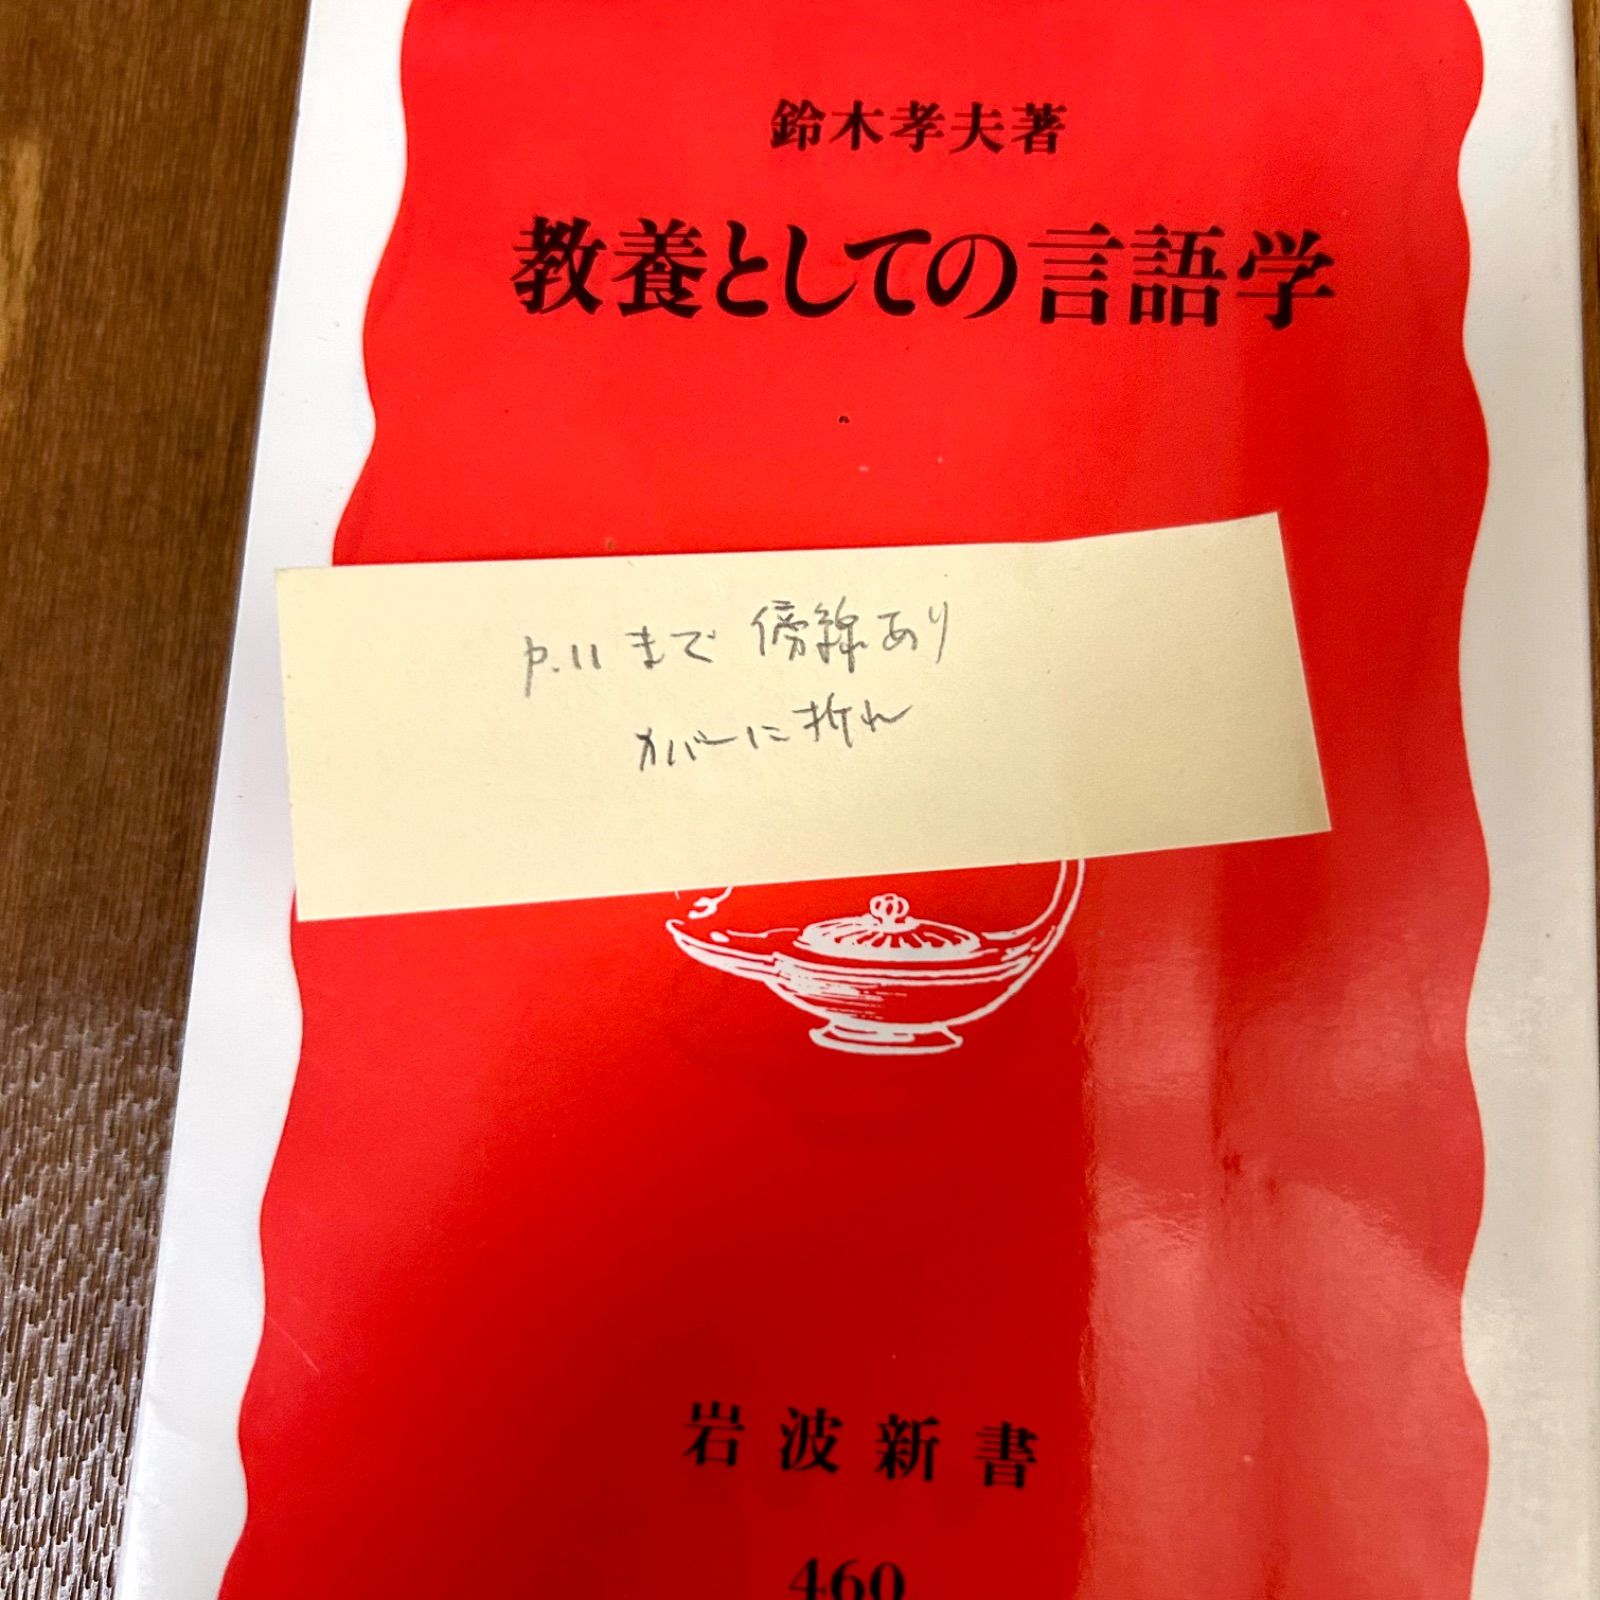 鈴木孝夫著
教養としての言語学
p.11まで 傍線あり
カバーに折れ
岩波新書
460